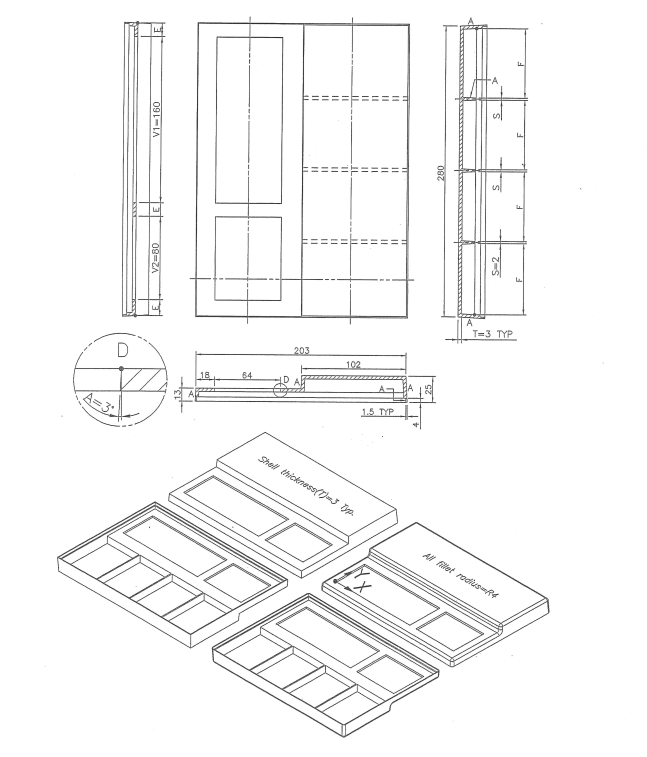 E
V1=160
E
V2=80
E
A
A
F
S
F
S
F
S=2
F
280
A
T=3 TYP
D
A=3°
203
102
18
64
D
13
A
A
A
A
25
1.5 TYP
4
Shell thickness(T)=3 Typ.
All fillet radius=R4
Y
X